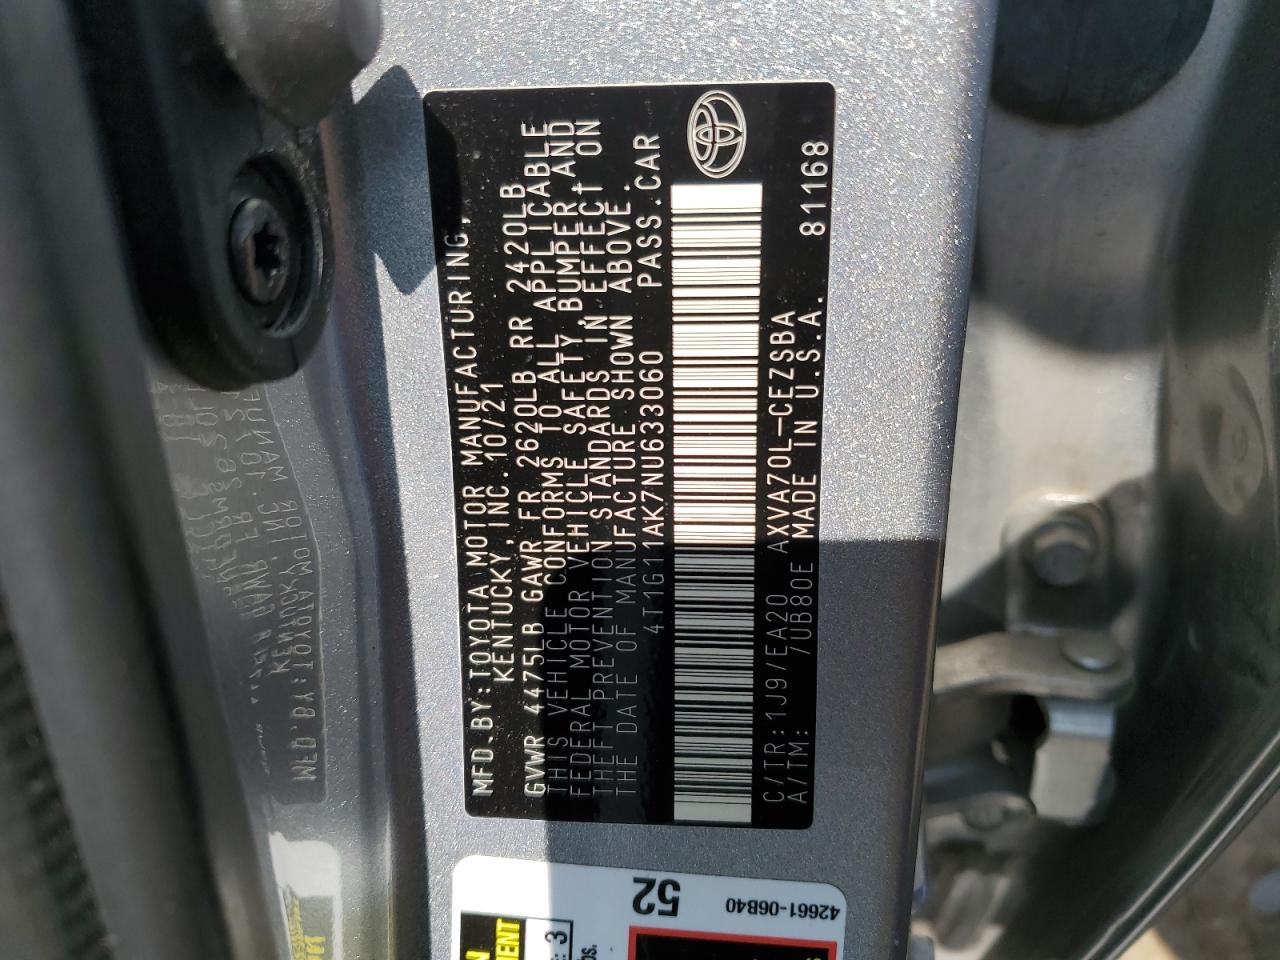 MFD.BY:TOYOTA MOTOR MANUFACTURING,
KENTUCKY, INC. 10/21
GVWR 4475LB GAWR FR 2620LB RR 2420LB
THIS VEHICLE CONFORMS TO ALL APPLICABLE
FEDERAL MOTOR VEHICLE SAFETY, BUMPER, AND
THEFT PREVENTION STANDARDS IN EFFECT ON
THE DATE OF MANUFACTURE SHOWN ABOVE.
4T1G11AK7NU633060 PASS.CAR
C/TR:1J9/EA20 AXVA70L-CEZSBA
A/TM: /UB80E MADE IN U.S.A. 81168
52
42661-06B40
: 3